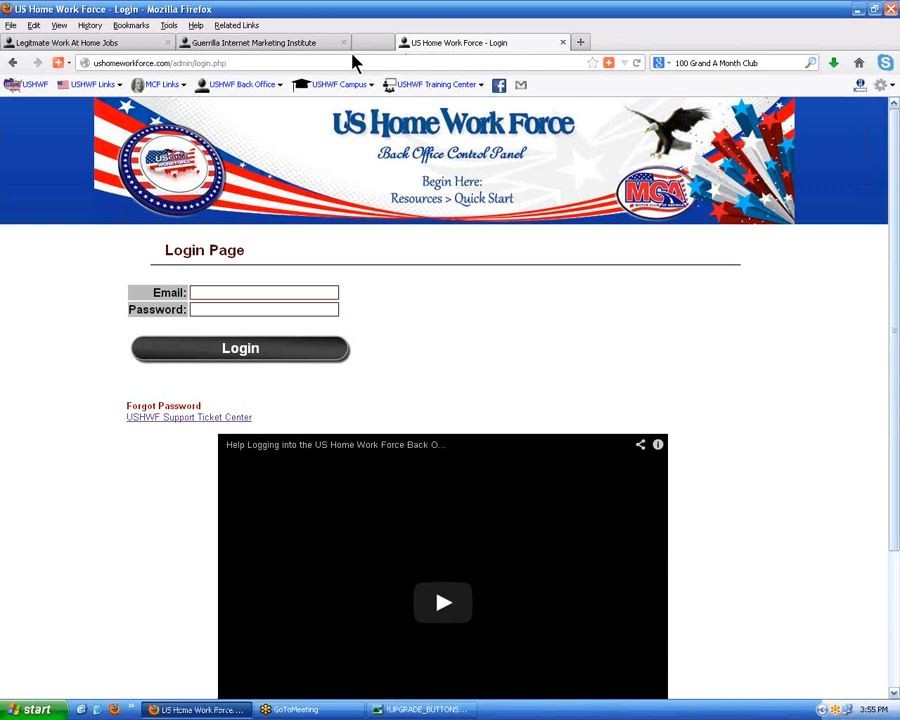 US Home Work Force - Login - Mozilla Firefox
File Edit View History Bookmarks Tools Help Related Links
Legitmate Work At Home Jobs
Guerrilla Internet Marketing Institute
US Home Work Force - Login
ushomeworkforce.com/admin/login.php
100 Grand A Month Club
USHWF
USHWF Links
MCF Links
USHWF Back Office
USHWF Campus
USHWF Training Center
US Home Work Force
Back Office Control Panel
Begin Here:
Resources > Quick Start
MCA
Login Page
Email:
Password:
Login
Forgot Password
USHWF Support Ticket Center
Help Logging into the US Home Work Force Back O...
start
US Home Work Force. ...
GoToMeeting
!UPGRADE_BUTTONS...
3:55 PM